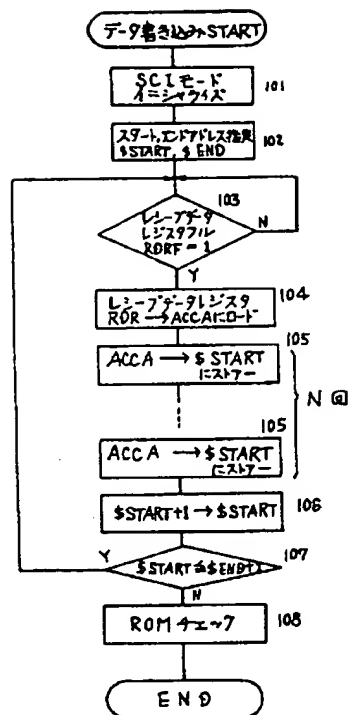 データ書き込みSTART
SCIモード
イニシャライズ
101
スタート,エンドアドレス指定
$START, $END
102
103
レシーブデータ
レジスタフル
RDRF = 1
N
Y
レシーブデータレジスタ
RDR → ACCAにロード
104
105
ACCA → $START
にストアー
N回
105
ACCA → $START
にストアー
$START+1 → $START
106
Y
107
$START≦$END+1
N
ROMチェック
108
END